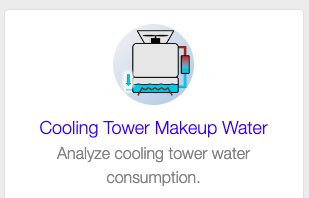 Cooling Tower Makeup Water
Analyze cooling tower water
consumption.